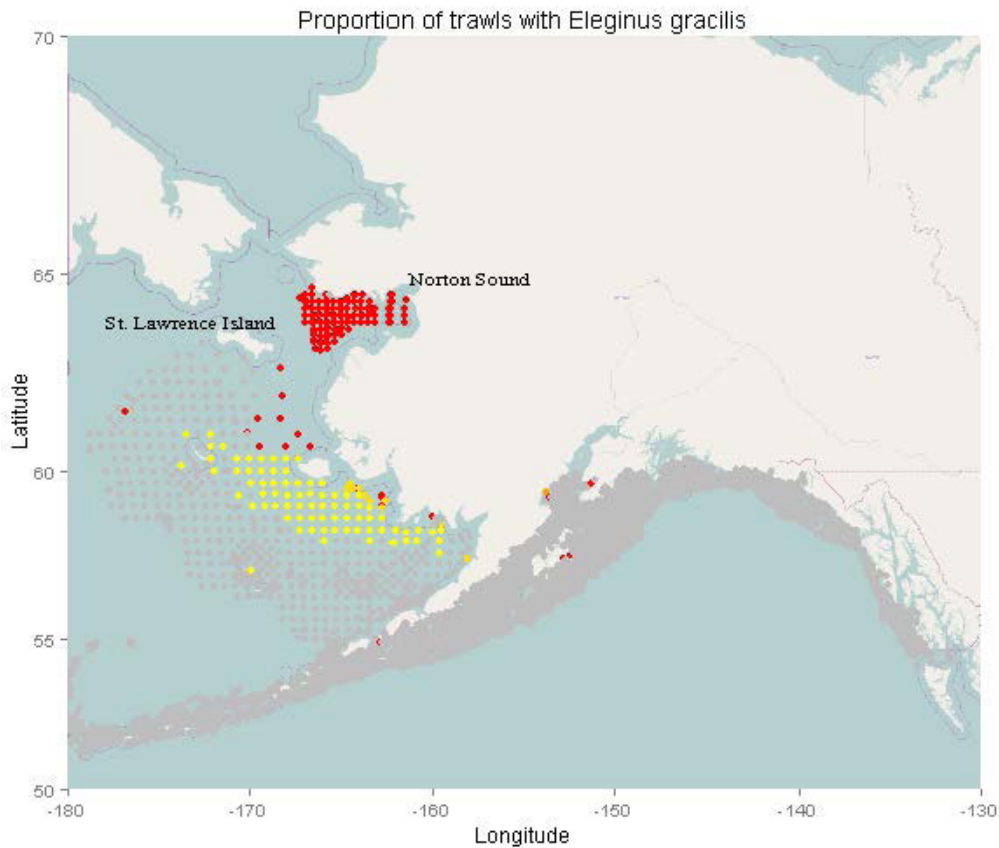 Proportion of trawls with Eleginus gracilis
70
65
Norton Sound
St. Lawrence Island
Latitude
60
55
50
-180
-170
-160
-150
-140
-130
Longitude